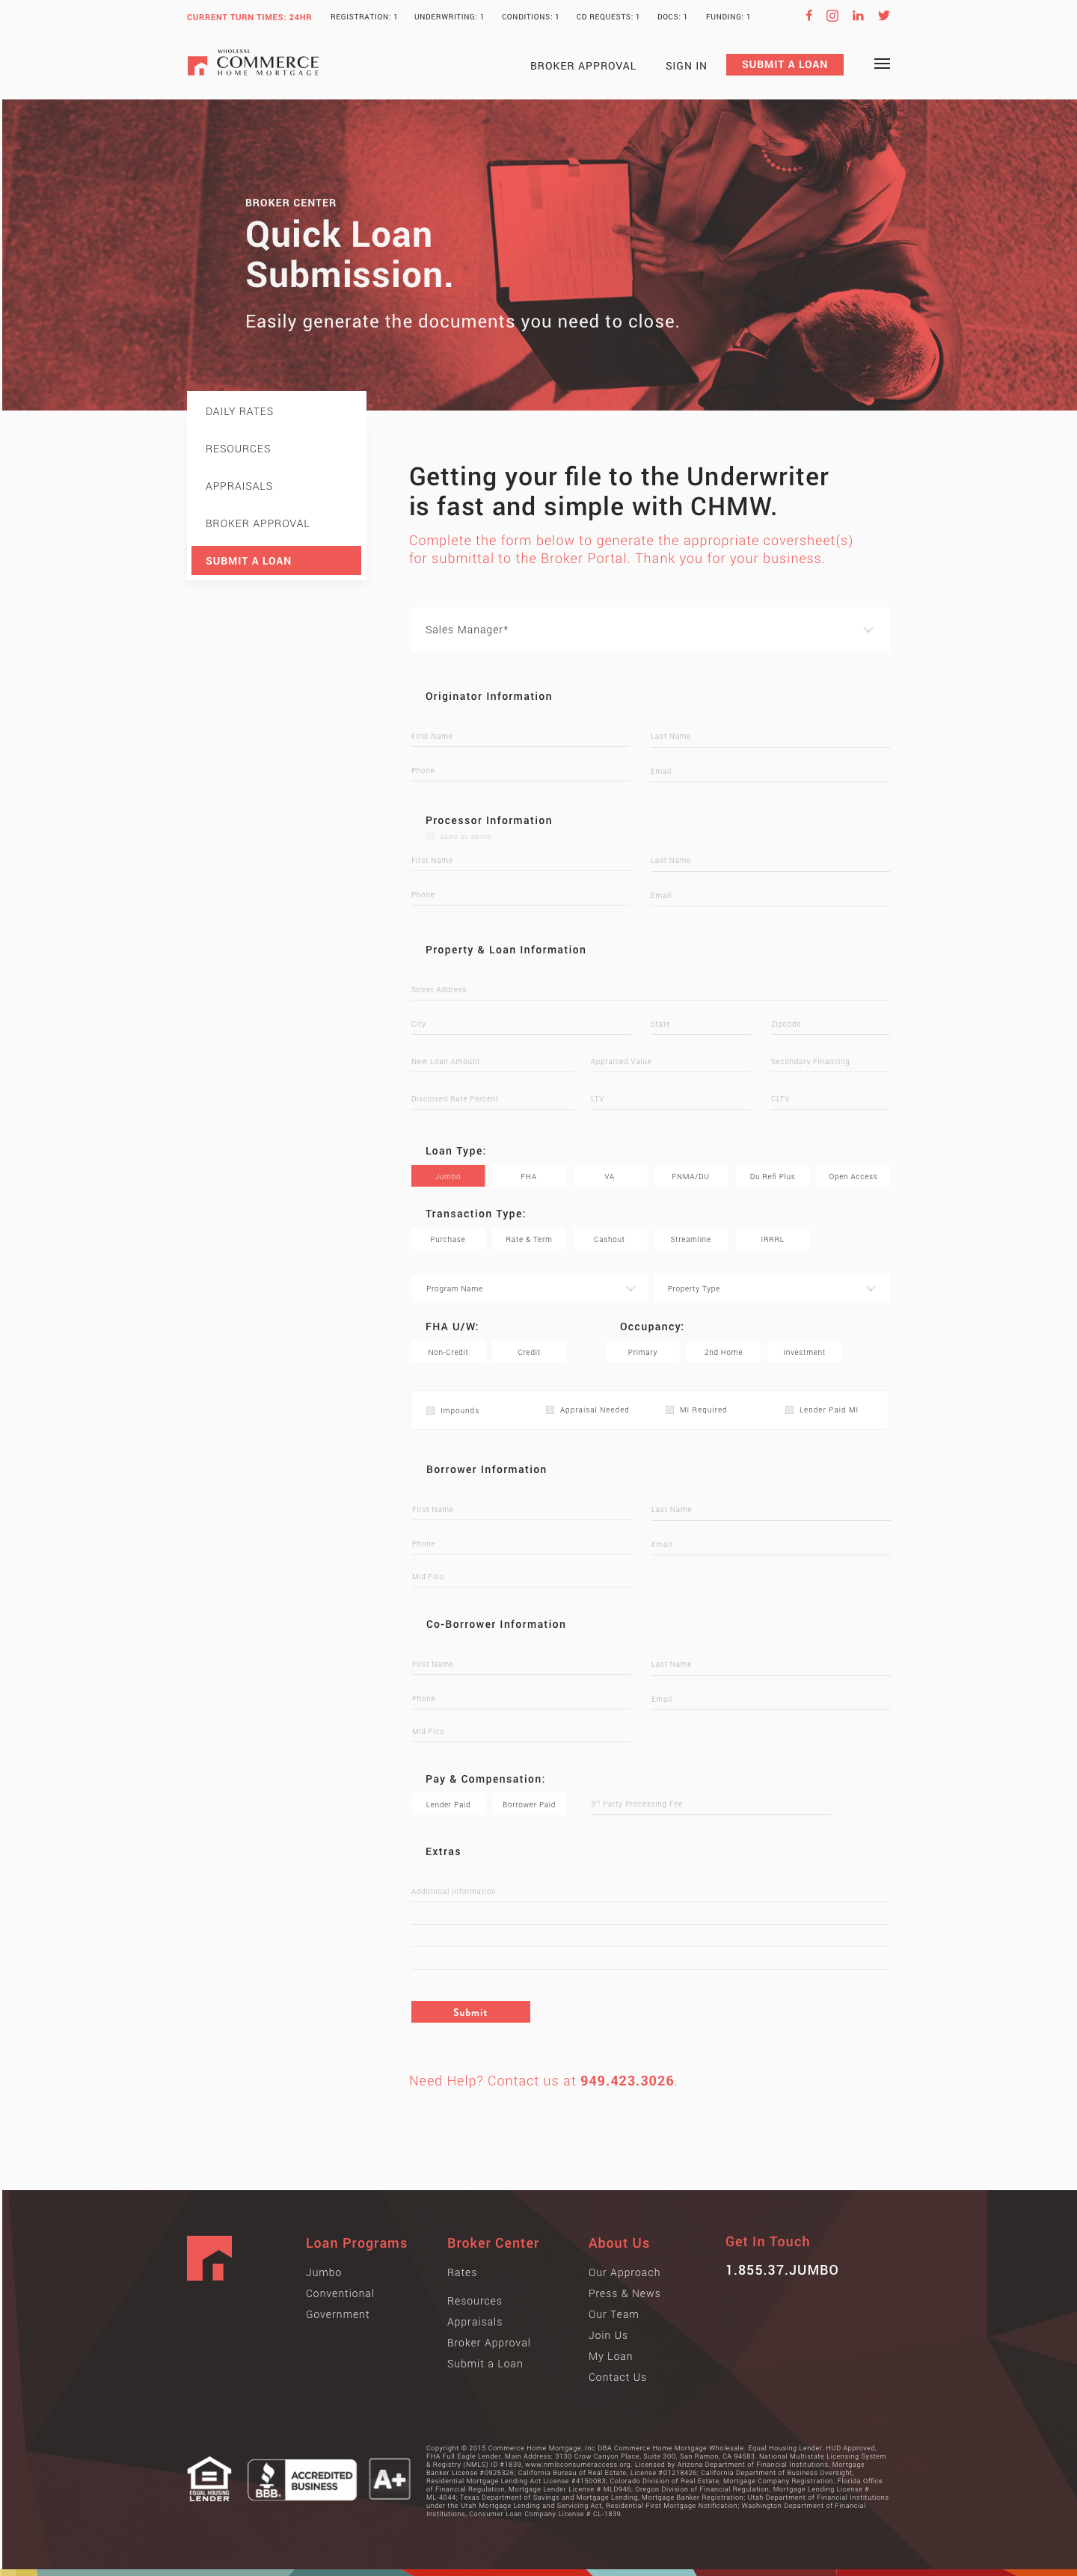 CURRENT TURN TIMES: 24HR REGISTRATION: 1 UNDERWRITING: 1 CONDITIONS: 1 CD REQUESTS: 1 DOCS: 1 FUNDING: 1
WHOLESAL
COMMERCE
HOME MORTGAGE
BROKER APPROVAL SIGN IN SUBMIT A LOAN
BROKER CENTER
Quick Loan
Submission.
Easily generate the documents you need to close.
DAILY RATES
RESOURCES
APPRAISALS
BROKER APPROVAL
SUBMIT A LOAN
Getting your file to the Underwriter
is fast and simple with CHMW.
Complete the form below to generate the appropriate coversheet(s)
for submittal to the Broker Portal. Thank you for your business.
Sales Manager*
Originator Information
First Name Last Name
Phone Email
Processor Information
Same as above
First Name Last Name
Phone Email
Property & Loan Information
Street Address
City State Zipcode
New Loan Amount Appraised Value Secondary Financing
Disclosed Rate Percent LTV CLTV
Loan Type:
Jumbo FHA VA FNMA/DU Du Refi Plus Open Access
Transaction Type:
Purchase Rate & Term Cashout Streamline IRRRL
Program Name Property Type
FHA U/W: Occupancy:
Non-Credit Credit Primary 2nd Home Investment
Impounds Appraisal Needed MI Required Lender Paid MI
Borrower Information
First Name Last Name
Phone Email
Mid Fico
Co-Borrower Information
First Name Last Name
Phone Email
Mid Fico
Pay & Compensation:
Lender Paid Borrower Paid 3rd Party Processing Fee
Extras
Additional Information
Submit
Need Help? Contact us at 949.423.3026.
Loan Programs
Jumbo
Conventional
Government
Broker Center
Rates
Resources
Appraisals
Broker Approval
Submit a Loan
About Us
Our Approach
Press & News
Our Team
Join Us
My Loan
Contact Us
Get In Touch
1.855.37.JUMBO
EQUAL HOUSING
LENDER
BBB.
ACCREDITED
BUSINESS
A+
Copyright © 2015 Commerce Home Mortgage, Inc DBA Commerce Home Mortgage Wholesale. Equal Housing Lender. HUD Approved,
FHA Full Eagle Lender. Main Address: 3130 Crow Canyon Place, Suite 300, San Ramon, CA 94583. National Multistate Licensing System
& Registry (NMLS) ID #1839, www.nmlsconsumeraccess.org. Licensed by Arizona Department of Financial Institutions, Mortgage
Banker License #0925326; California Bureau of Real Estate, License #01218426; California Department of Business Oversight,
Residential Mortgage Lending Act License #4150083; Colorado Division of Real Estate, Mortgage Company Registration; Florida Office
of Financial Regulation, Mortgage Lender License # MLD946; Oregon Division of Financial Regulation, Mortgage Lending License #
ML-4044; Texas Department of Savings and Mortgage Lending, Mortgage Banker Registration; Utah Department of Financial Institutions
under the Utah Mortgage Lending and Servicing Act, Residential First Mortgage Notification; Washington Department of Financial
Institutions, Consumer Loan Company License # CL-1839.